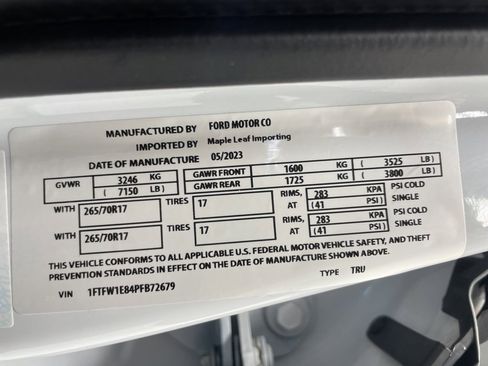 MANUFACTURED BY FORD MOTOR CO
IMPORTED BY Maple Leaf Importing
DATE OF MANUFACTURE 05/2023
GVWR 3246 KG ( 7150 LB )
GAWR FRONT 1600 KG ( 3525 LB )
GAWR REAR 1725 KG ( 3800 LB )
WITH 265/70R17 TIRES 17 RIMS, AT 283 KPA (41 PSI) PSI COLD SINGLE
WITH 265/70R17 TIRES 17 RIMS, AT 283 KPA (41 PSI) PSI COLD SINGLE
THIS VEHICLE CONFORMS TO ALL APPLICABLE U.S. FEDERAL MOTOR VEHICLE SAFETY, AND THEFT
PREVENTION STANDARDS IN EFFECT ON THE DATE OF MANUFACTURE SHOWN ABOVE.
VIN 1FTFW1E84PFB72679 TYPE TRU